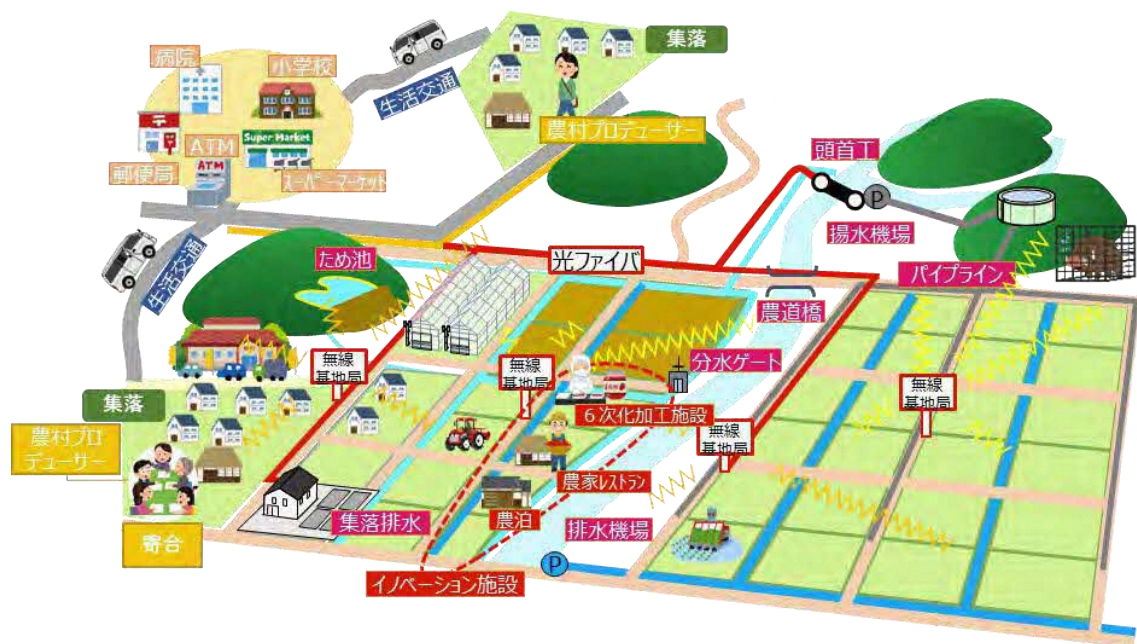 集落
病院
小学校
生活交通
Super Market
ATM
ATM
郵便局
スーパーマーケット
農村プロデューサー
頭首工
P
揚水機場
生活交通
ため池
光ファイバ
パイプライン
農道橋
無線
基地局
無線
基地局
分水ゲート
無線
基地局
集落
6次化加工施設
農村プロ
デューサー
無線
基地局
農家レストラン
集落排水
農泊
排水機場
寄合
P
イノベーション施設